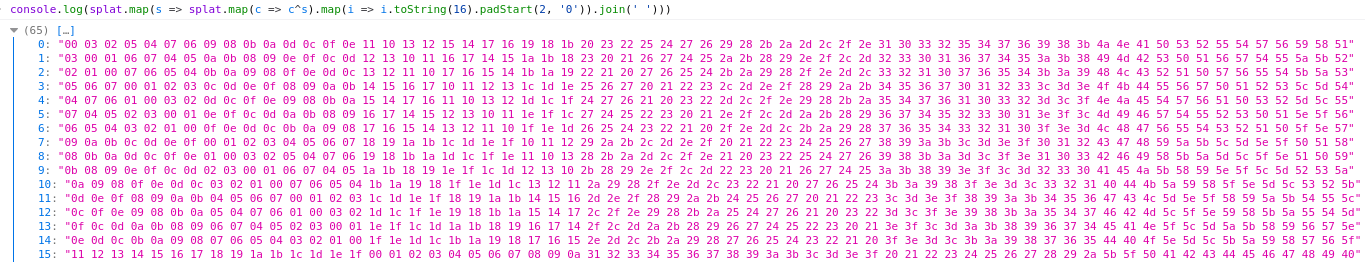 console.log(splat.map(s => splat.map(c => c^s).map(i => i.toString(16).padStart(2, '0')).join(' ')))
(65) […]
0: "00 03 02 05 04 07 06 09 08 0b 0a 0d 0c 0f 0e 11 10 13 12 15 14 17 16 19 18 1b 20 23 22 25 24 27 26 29 28 2b 2a 2d 2c 2f 2e 31 30 33 32 35 34 37 36 39 38 3b 4a 4e 41 50 53 52 55 54 57 56 59 58 51"
1: "03 00 01 06 07 04 05 0a 0b 08 09 0e 0f 0c 0d 12 13 10 11 16 17 14 15 1a 1b 18 23 20 21 26 27 24 25 2a 2b 28 29 2e 2f 2c 2d 32 33 30 31 36 37 34 35 3a 3b 38 49 4d 42 53 50 51 56 57 54 55 5a 5b 52"
2: "02 01 00 07 06 05 04 0b 0a 09 08 0f 0e 0d 0c 13 12 11 10 17 16 15 14 1b 1a 19 22 21 20 27 26 25 24 2b 2a 29 28 2f 2e 2d 2c 33 32 31 30 37 36 35 34 3b 3a 39 48 4c 43 52 51 50 57 56 55 54 5b 5a 53"
3: "05 06 07 00 01 02 03 0c 0d 0e 0f 08 09 0a 0b 14 15 16 17 10 11 12 13 1c 1d 1e 25 26 27 20 21 22 23 2c 2d 2e 2f 28 29 2a 2b 34 35 36 37 30 31 32 33 3c 3d 3e 4f 4b 44 55 56 57 50 51 52 53 5c 5d 54"
4: "04 07 06 01 00 03 02 0d 0c 0f 0e 09 08 0b 0a 15 14 17 16 11 10 13 12 1d 1c 1f 24 27 26 21 20 23 22 2d 2c 2f 2e 29 28 2b 2a 35 34 37 36 31 30 33 32 3d 3c 3f 4e 4a 45 54 57 56 51 50 53 52 5d 5c 55"
5: "07 04 05 02 03 00 01 0e 0f 0c 0d 0a 0b 08 09 16 17 14 15 12 13 10 11 1e 1f 1c 27 24 25 22 23 20 21 2e 2f 2c 2d 2a 2b 28 29 36 37 34 35 32 33 30 31 3e 3f 3c 4d 49 46 57 54 55 52 53 50 51 5e 5f 56"
6: "06 05 04 03 02 01 00 0f 0e 0d 0c 0b 0a 09 08 17 16 15 14 13 12 11 10 1f 1e 1d 26 25 24 23 22 21 20 2f 2e 2d 2c 2b 2a 29 28 37 36 35 34 33 32 31 30 3f 3e 3d 4c 48 47 56 55 54 53 52 51 50 5f 5e 57"
7: "09 0a 0b 0c 0d 0e 0f 00 01 02 03 04 05 06 07 18 19 1a 1b 1c 1d 1e 1f 10 11 12 29 2a 2b 2c 2d 2e 2f 20 21 22 23 24 25 26 27 38 39 3a 3b 3c 3d 3e 3f 30 31 32 43 47 48 59 5a 5b 5c 5d 5e 5f 50 51 58"
8: "08 0b 0a 0d 0c 0f 0e 01 00 03 02 05 04 07 06 19 18 1b 1a 1d 1c 1f 1e 11 10 13 28 2b 2a 2d 2c 2f 2e 21 20 23 22 25 24 27 26 39 38 3b 3a 3d 3c 3f 3e 31 30 33 42 46 49 58 5b 5a 5d 5c 5f 5e 51 50 59"
9: "0b 08 09 0e 0f 0c 0d 02 03 00 01 06 07 04 05 1a 1b 18 19 1e 1f 1c 1d 12 13 10 2b 28 29 2e 2f 2c 2d 22 23 20 21 26 27 24 25 3a 3b 38 39 3e 3f 3c 3d 32 33 30 41 45 4a 5b 58 59 5e 5f 5c 5d 52 53 5a"
10: "0a 09 08 0f 0e 0d 0c 03 02 01 00 07 06 05 04 1b 1a 19 18 1f 1e 1d 1c 13 12 11 2a 29 28 2f 2e 2d 2c 23 22 21 20 27 26 25 24 3b 3a 39 38 3f 3e 3d 3c 33 32 31 40 44 4b 5a 59 58 5f 5e 5d 5c 53 52 5b"
11: "0d 0e 0f 08 09 0a 0b 04 05 06 07 00 01 02 03 1c 1d 1e 1f 18 19 1a 1b 14 15 16 2d 2e 2f 28 29 2a 2b 24 25 26 27 20 21 22 23 3c 3d 3e 3f 38 39 3a 3b 34 35 36 47 43 4c 5d 5e 5f 58 59 5a 5b 54 55 5c"
12: "0c 0f 0e 09 08 0b 0a 05 04 07 06 01 00 03 02 1d 1c 1f 1e 19 18 1b 1a 15 14 17 2c 2f 2e 29 28 2b 2a 25 24 27 26 21 20 23 22 3d 3c 3f 3e 39 38 3b 3a 35 34 37 46 42 4d 5c 5f 5e 59 58 5b 5a 55 54 5d"
13: "0f 0c 0d 0a 0b 08 09 06 07 04 05 02 03 00 01 1e 1f 1c 1d 1a 1b 18 19 16 17 14 2f 2c 2d 2a 2b 28 29 26 27 24 25 22 23 20 21 3e 3f 3c 3d 3a 3b 38 39 36 37 34 45 41 4e 5f 5c 5d 5a 5b 58 59 56 57 5e"
14: "0e 0d 0c 0b 0a 09 08 07 06 05 04 03 02 01 00 1f 1e 1d 1c 1b 1a 19 18 17 16 15 2e 2d 2c 2b 2a 29 28 27 26 25 24 23 22 21 20 3f 3e 3d 3c 3b 3a 39 38 37 36 35 44 40 4f 5e 5d 5c 5b 5a 59 58 57 56 5f"
15: "11 12 13 14 15 16 17 18 19 1a 1b 1c 1d 1e 1f 00 01 02 03 04 05 06 07 08 09 0a 31 32 33 34 35 36 37 38 39 3a 3b 3c 3d 3e 3f 20 21 22 23 24 25 26 27 28 29 2a 5b 5f 50 41 42 43 44 45 46 47 48 49 40"